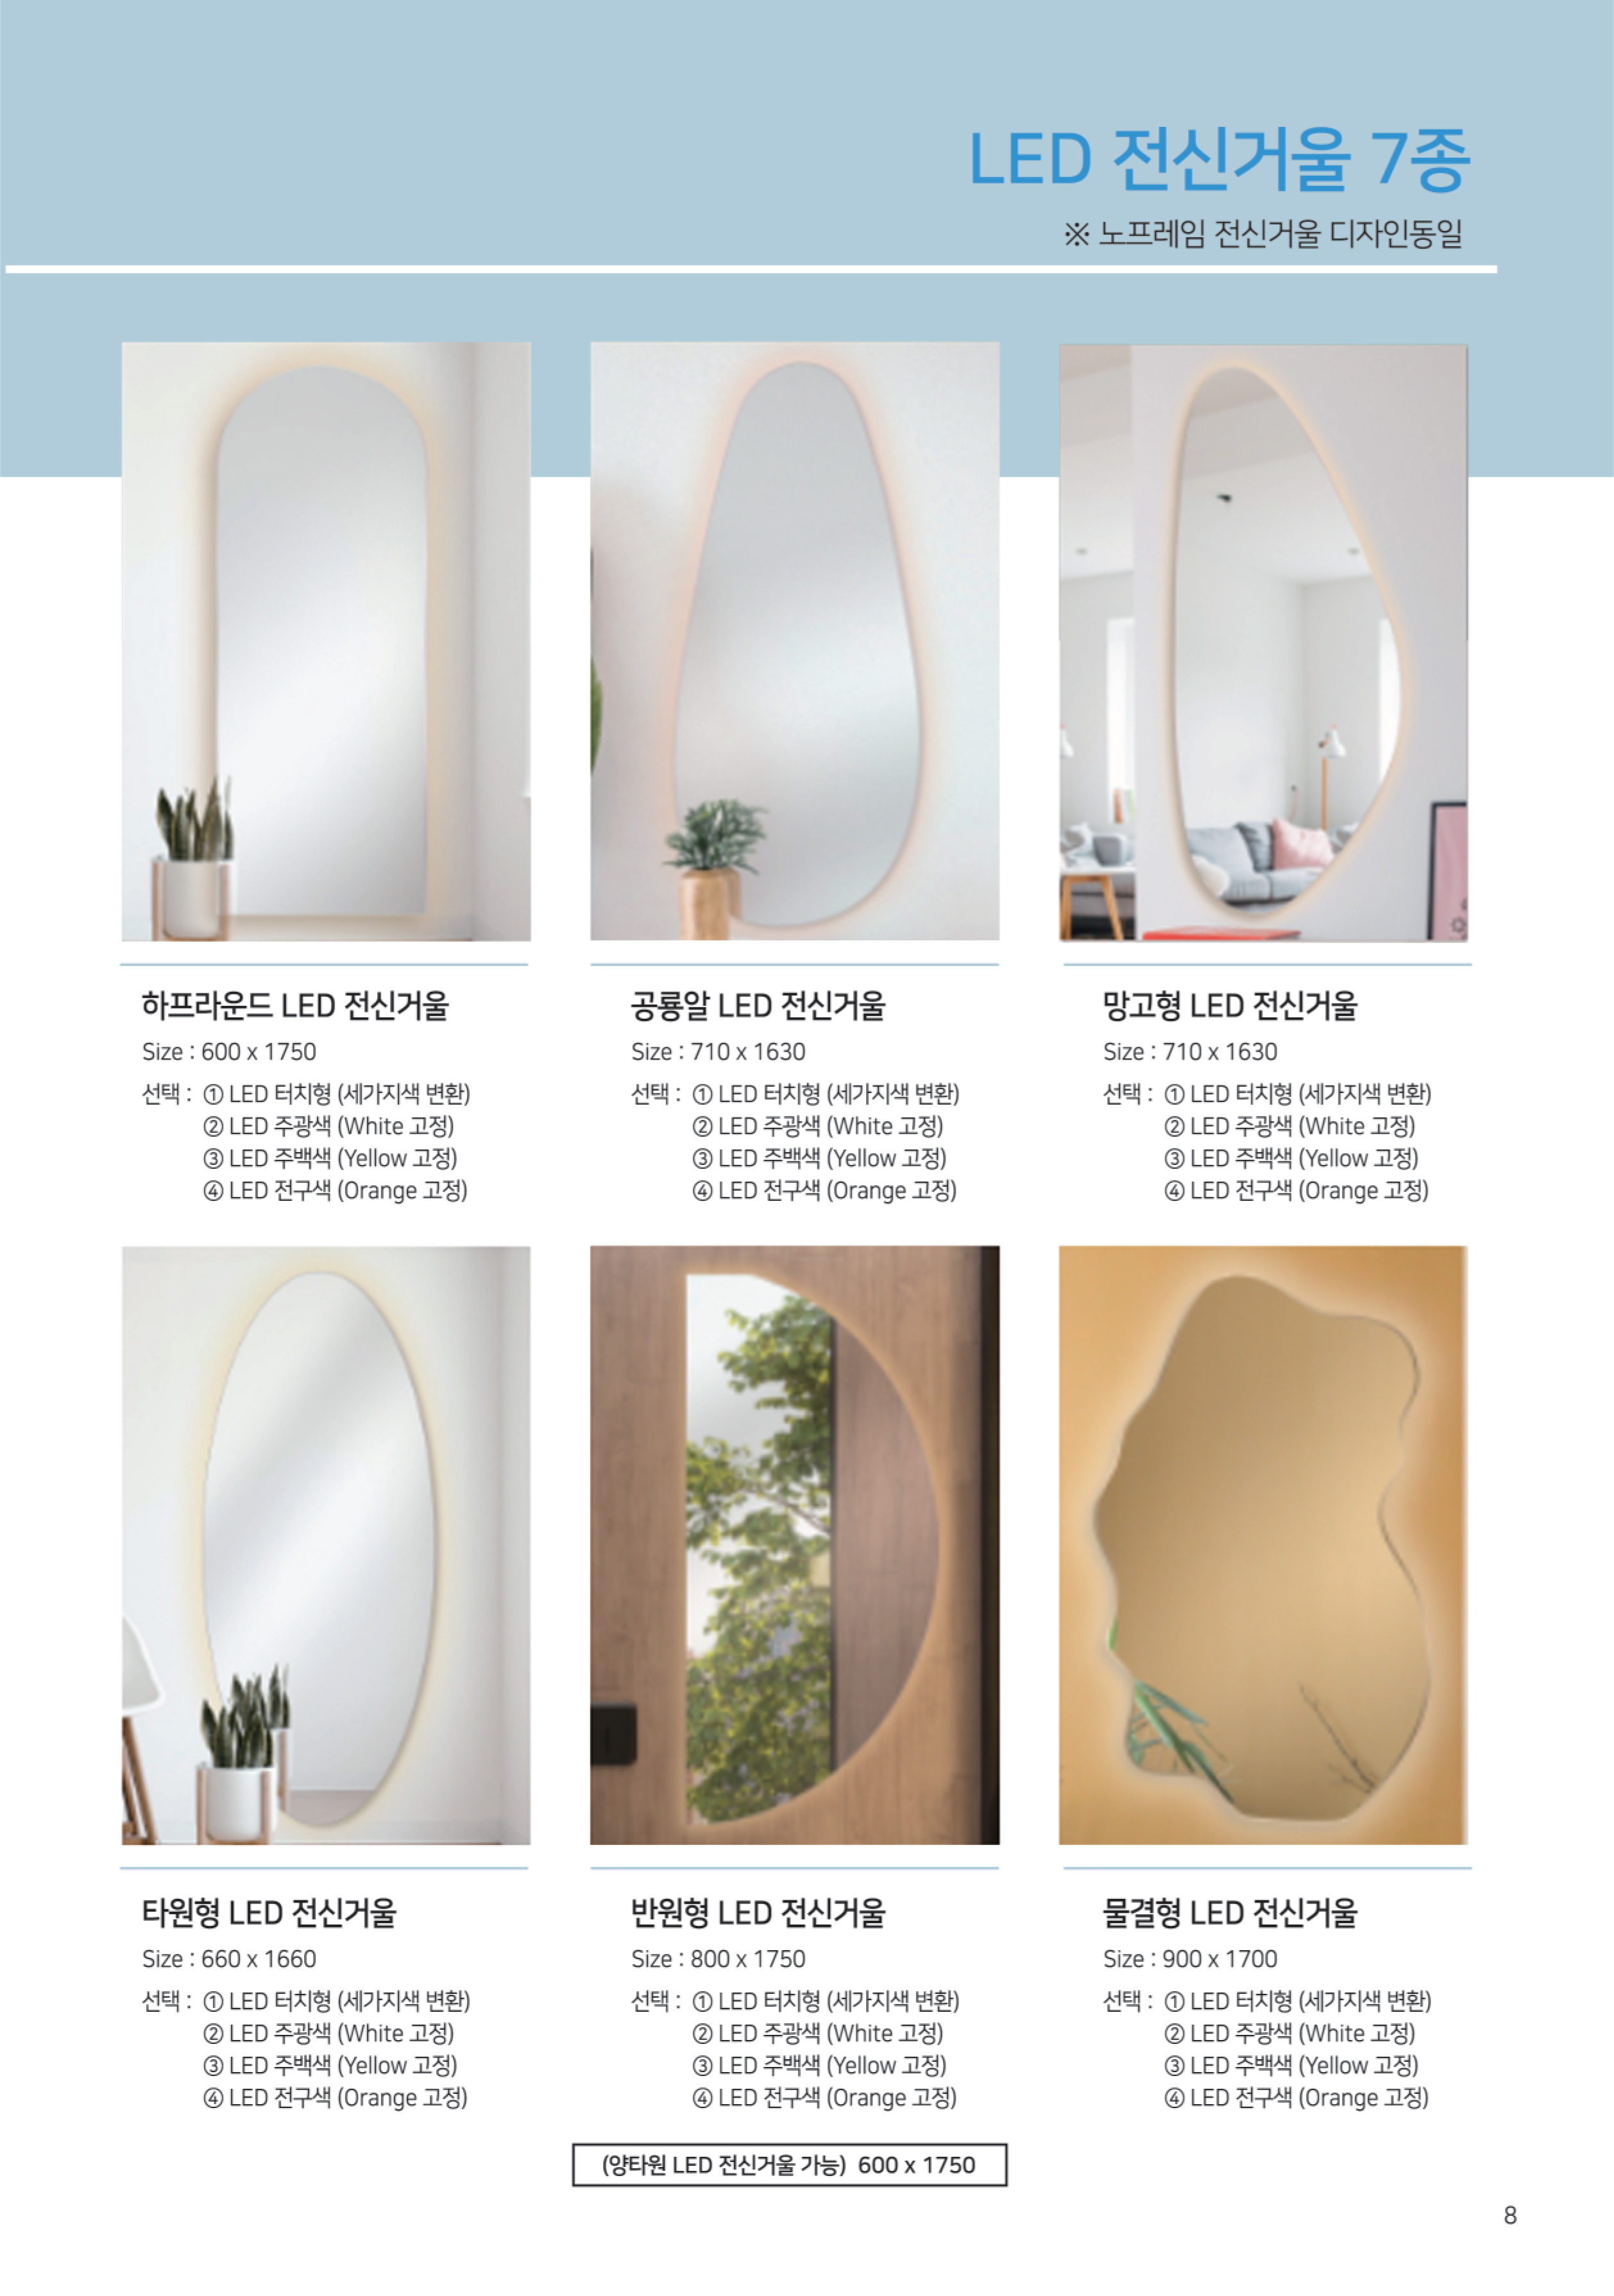 LED 전신거울 7종
※ 노프레임 전신거울 디자인동일
하프라운드 LED 전신거울
Size : 600 x 1750
선택 : ① LED 터치형 (세가지색 변환)
② LED 주광색 (White 고정)
③ LED 주백색 (Yellow 고정)
④ LED 전구색 (Orange 고정)
공룡알 LED 전신거울
Size : 710 x 1630
선택 : ① LED 터치형 (세가지색 변환)
② LED 주광색 (White 고정)
③ LED 주백색 (Yellow 고정)
④ LED 전구색 (Orange 고정)
망고형 LED 전신거울
Size : 710 x 1630
선택 : ① LED 터치형 (세가지색 변환)
② LED 주광색 (White 고정)
③ LED 주백색 (Yellow 고정)
④ LED 전구색 (Orange 고정)
타원형 LED 전신거울
Size : 660 x 1660
선택 : ① LED 터치형 (세가지색 변환)
② LED 주광색 (White 고정)
③ LED 주백색 (Yellow 고정)
④ LED 전구색 (Orange 고정)
반원형 LED 전신거울
Size : 800 x 1750
선택 : ① LED 터치형 (세가지색 변환)
② LED 주광색 (White 고정)
③ LED 주백색 (Yellow 고정)
④ LED 전구색 (Orange 고정)
물결형 LED 전신거울
Size : 900 x 1700
선택 : ① LED 터치형 (세가지색 변환)
② LED 주광색 (White 고정)
③ LED 주백색 (Yellow 고정)
④ LED 전구색 (Orange 고정)
(양타원 LED 전신거울 가능) 600 x 1750
8